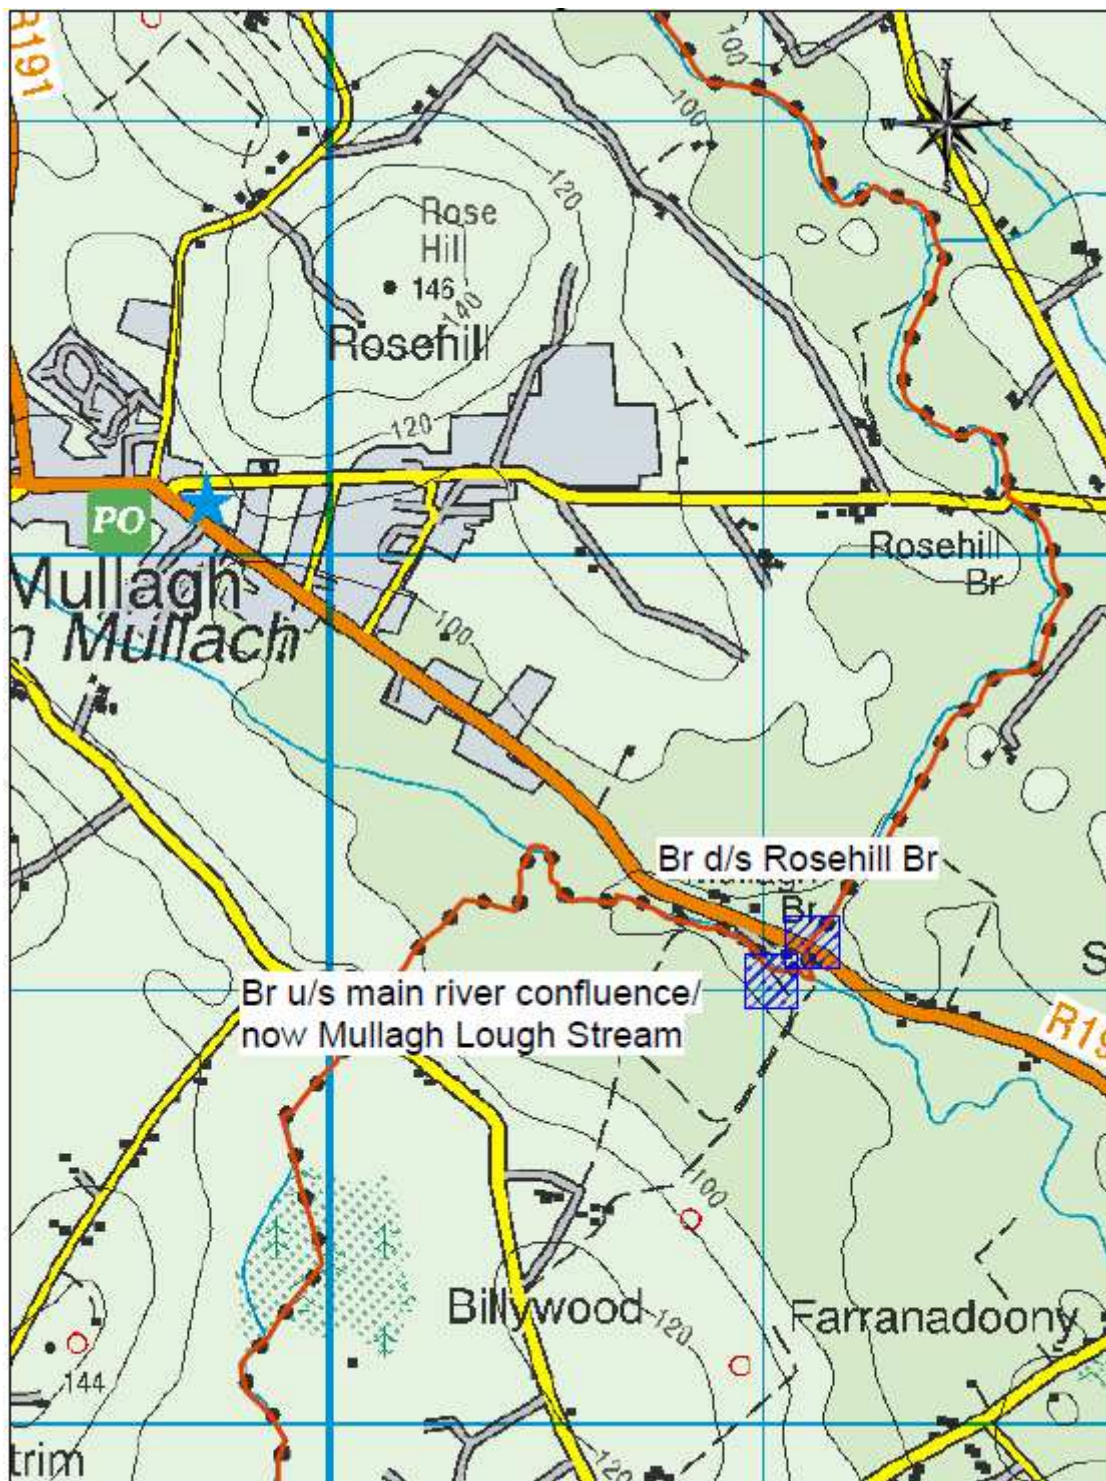 R191
100
100
N
W
E
S
120
Rose
Hill
146
140
Rosehill
120
PO
Rosehill
Br
Mullagh
n Mullach
100
Br d/s Rosehill Br
Br
S
Br u/s main river confluence/
now Mullagh Lough Stream
R19
100
Billywood
Farranadoony
120
144
trim
120